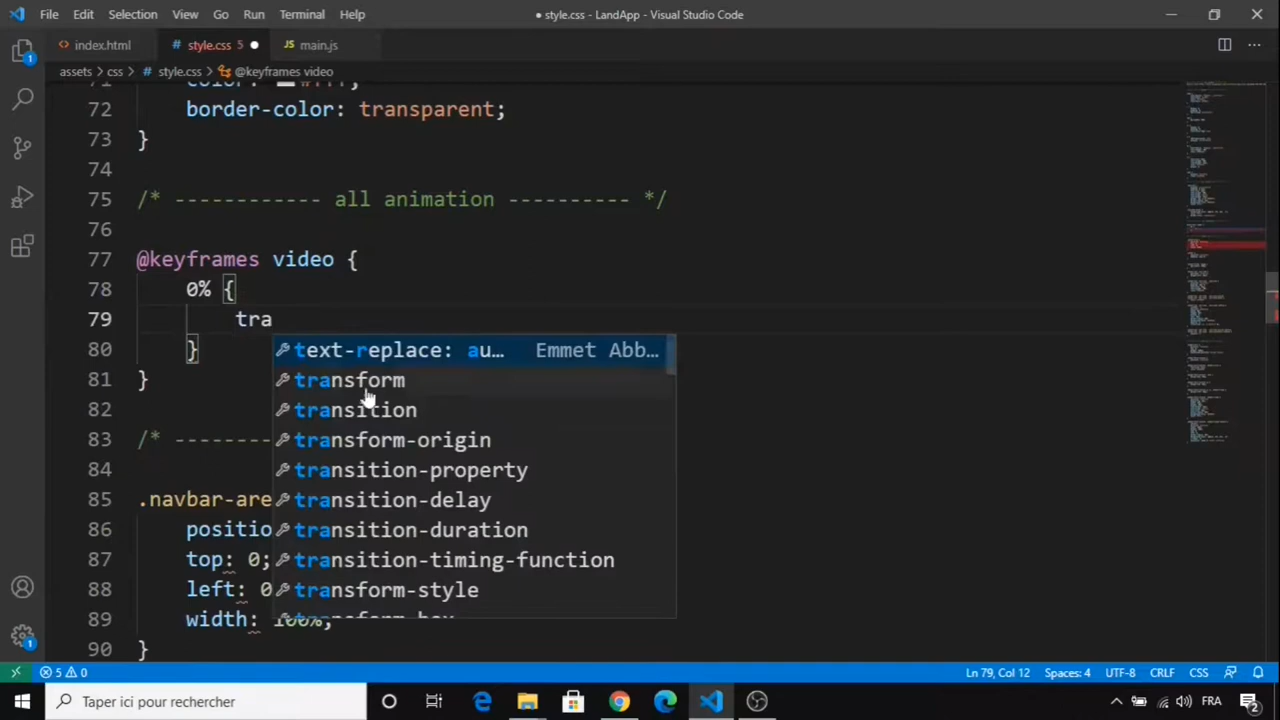 File Edit Selection View Go Run Terminal Help ● style.css - LandApp - Visual Studio Code
index.html # style.css 5 ● JS main.js
assets > css > # style.css > @keyframes video
72 border-color: transparent;
73 }
74
75 /* ------------ all animation ---------- */
76
77 @keyframes video {
78 0% {
79 tra
80 }
text-replace: au… Emmet Abb…
transform
81 }
82 transition
83 /* -------- transform-origin
84 transition-property
85 .navbar-are transition-delay
86 positio transition-duration
87 top: 0; transition-timing-function
88 left: 0 transform-style
89 width: 100%;
90 }
5 0 Ln 79, Col 12 Spaces: 4 UTF-8 CRLF CSS
Taper ici pour rechercher FRA 2